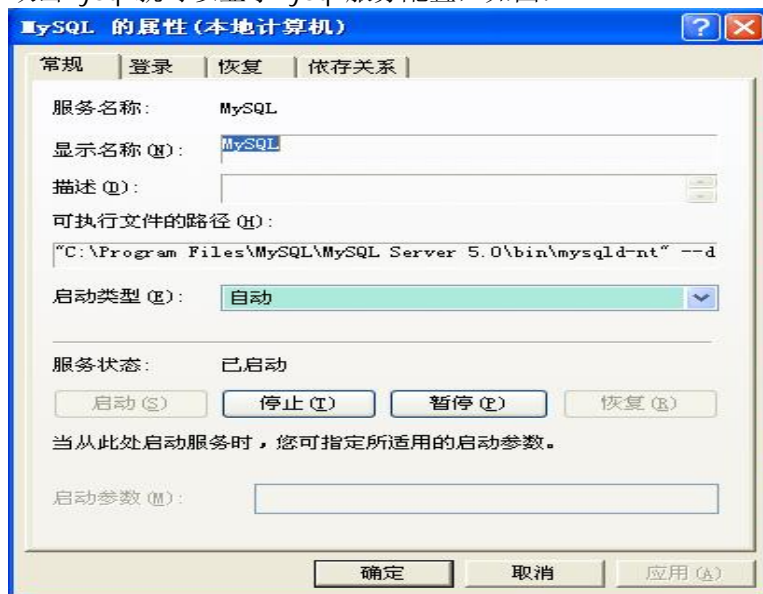 MySQL 的属性(本地计算机)
常规 登录 恢复 依存关系
服务名称: MySQL
显示名称(N): MySQL
描述(D):
可执行文件的路径(H):
"C:\Program Files\MySQL\MySQL Server 5.0\bin\mysqld-nt" --d
启动类型(E): 自动
服务状态: 已启动
启动(S) 停止(T) 暂停(P) 恢复(R)
当从此处启动服务时，您可指定所适用的启动参数。
启动参数(M):
确定 取消 应用(A)